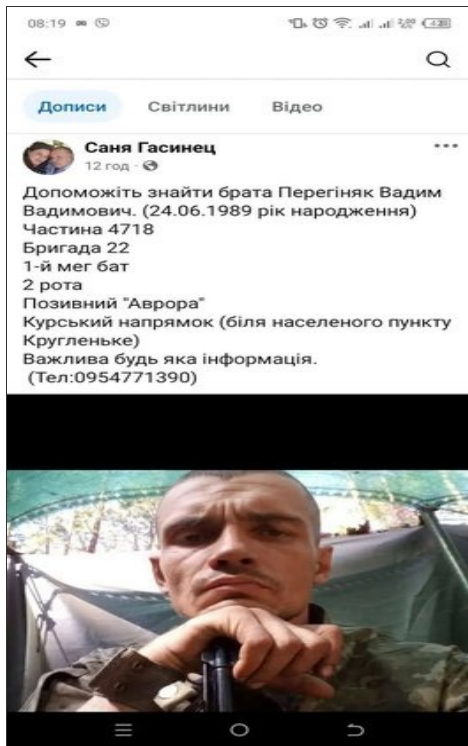 08:19
Дописи Світлини Відео
Саня Гасинец
12 год ·
Допоможіть знайти брата Перегіняк Вадим
Вадимович. (24.06.1989 рік народження)
Частина 4718
Бригада 22
1-й мег бат
2 рота
Позивний "Аврора"
Курський напрямок (біля населеного пункту
Кругленьке)
Важлива будь яка інформація.
(Тел:0954771390)